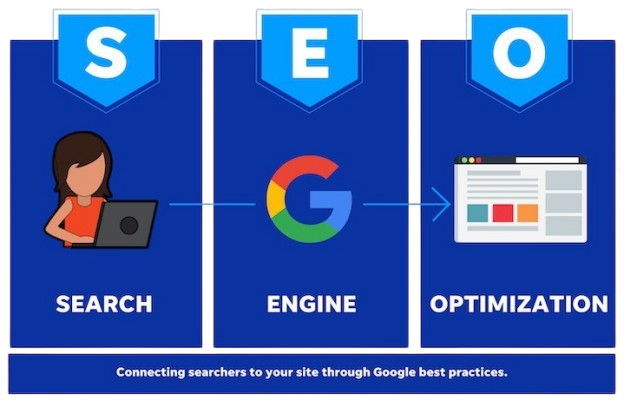 S
E
O
SEARCH
ENGINE
OPTIMIZATION
Connecting searchers to your site through Google best practices.